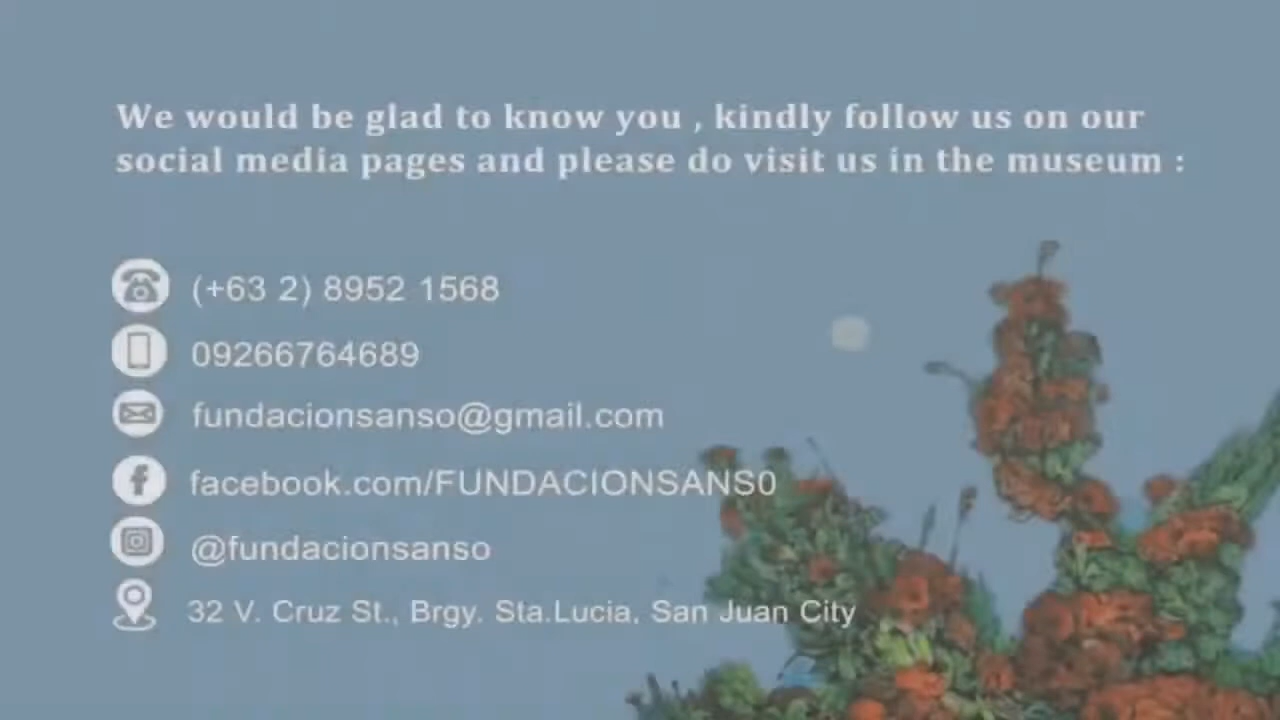 We would be glad to know you , kindly follow us on our
social media pages and please do visit us in the museum :
(+63 2) 8952 1568
09266764689
fundacionsanso@gmail.com
facebook.com/FUNDACIONSANS0
@fundacionsanso
32 V. Cruz St., Brgy. Sta.Lucia, San Juan City